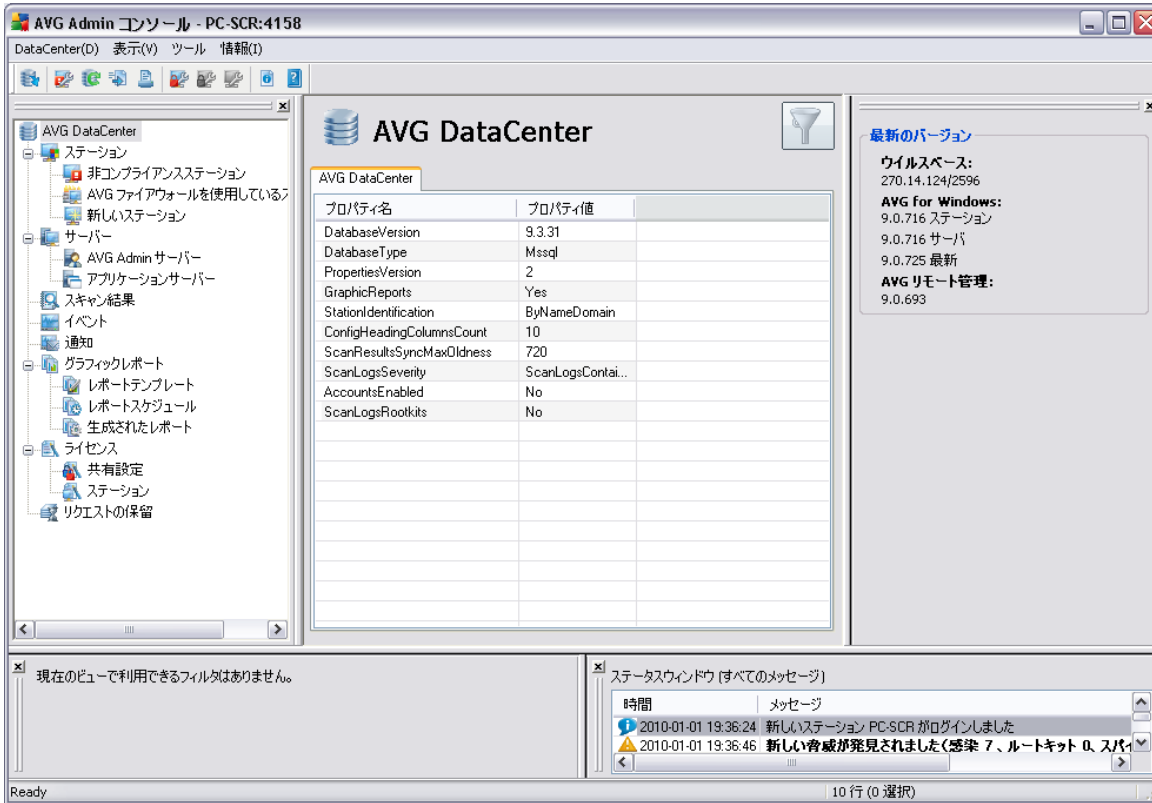 AVG Admin コンソール - PC-SCR:4158
DataCenter(D) 表示(V) ツール 情報(I)
AVG DataCenter
ステーション
非コンプライアンスステーション
AVG ファイアウォールを使用しているス
新しいステーション
サーバー
AVG Admin サーバー
アプリケーションサーバー
スキャン結果
イベント
通知
グラフィックレポート
レポートテンプレート
レポートスケジュール
生成されたレポート
ライセンス
共有設定
ステーション
リクエストの保留
AVG DataCenter
AVG DataCenter
プロパティ名 プロパティ値
DatabaseVersion 9.3.31
DatabaseType Mssql
PropertiesVersion 2
GraphicReports Yes
StationIdentification ByNameDomain
ConfigHeadingColumnsCount 10
ScanResultsSyncMaxOldness 720
ScanLogsSeverity ScanLogsContai...
AccountsEnabled No
ScanLogsRootkits No
最新のバージョン
ウイルスベース:
270.14.124/2596
AVG for Windows:
9.0.716 ステーション
9.0.716 サーバ
9.0.725 最新
AVG リモート管理:
9.0.693
現在のビューで利用できるフィルタはありません。
ステータスウィンドウ (すべてのメッセージ)
時間 メッセージ
2010-01-01 19:36:24 新しいステーション PC-SCR がログインしました
2010-01-01 19:36:46 新しい脅威が発見されました(感染 7 、ルートキット 0、スパイ
Ready 10 行 (0 選択)